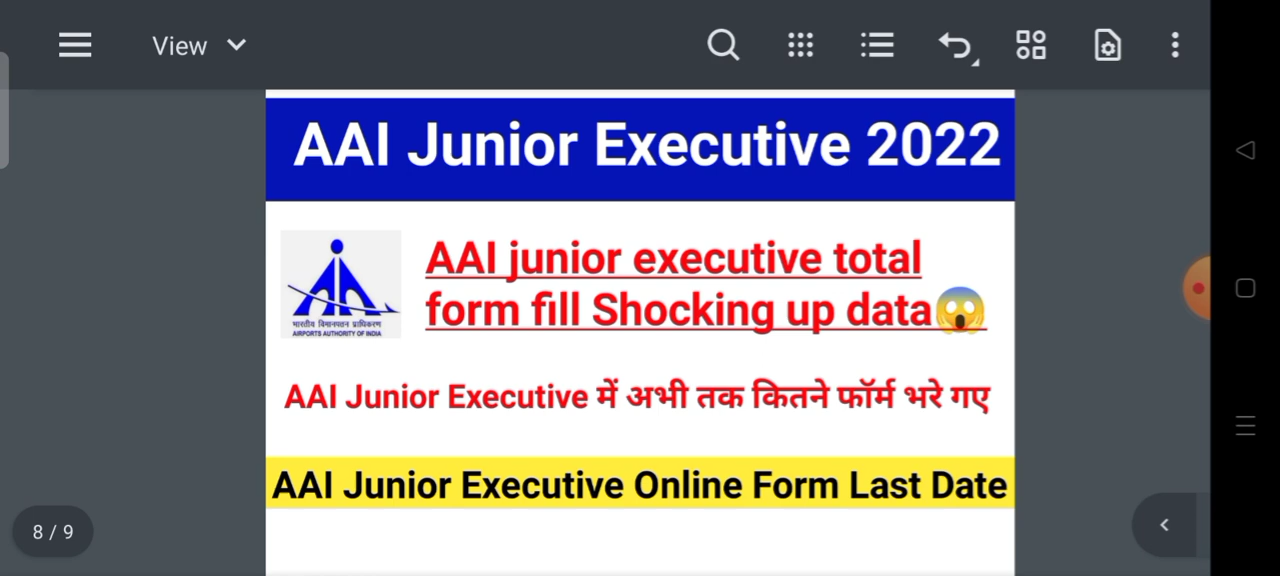 View
AAI Junior Executive 2022
AAI junior executive total
form fill Shocking up data😱
भारतीय विमानपत्तन प्राधिकरण
AIRPORTS AUTHORITY OF INDIA
AAI Junior Executive में अभी तक कितने फॉर्म भरे गए
AAI Junior Executive Online Form Last Date
8 / 9